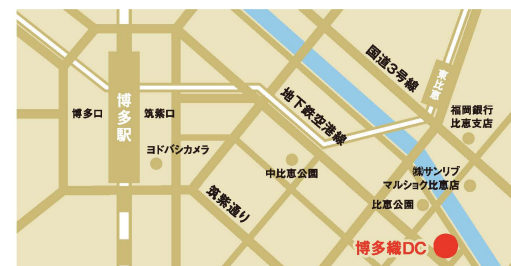 国道3号線
東比恵
福岡銀行
比恵支店
地下鉄空港線
博多口
博多駅
筑紫口
ヨドバシカメラ
中比恵公園
㈱サンリブ
マルショク比恵店
筑紫通り
比恵公園
博多織DC